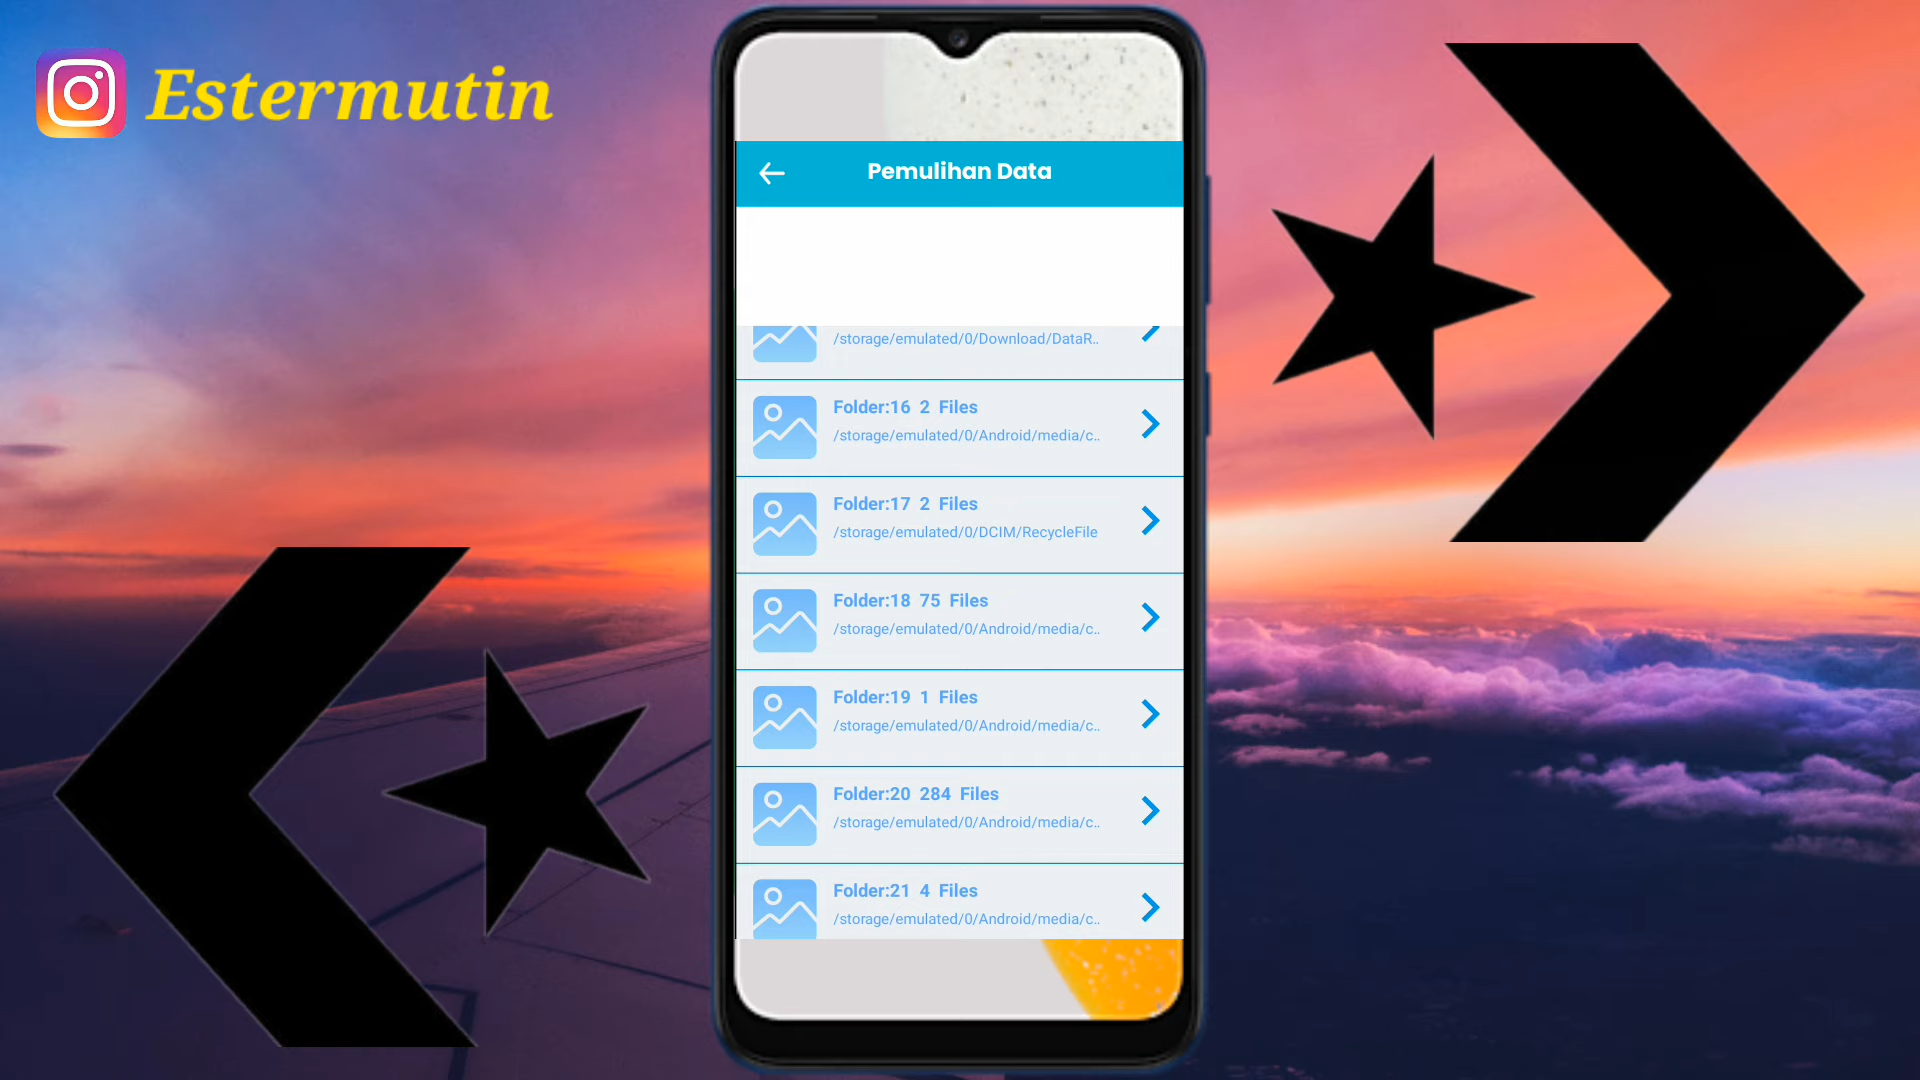 Estermutin
Pemulihan Data
/storage/emulated/0/Download/DataR..
Folder:16 2 Files
/storage/emulated/0/Android/media/c..
Folder:17 2 Files
/storage/emulated/0/DCIM/RecycleFile
Folder:18 75 Files
/storage/emulated/0/Android/media/c..
Folder:19 1 Files
/storage/emulated/0/Android/media/c..
Folder:20 284 Files
/storage/emulated/0/Android/media/c..
Folder:21 4 Files
/storage/emulated/0/Android/media/c..